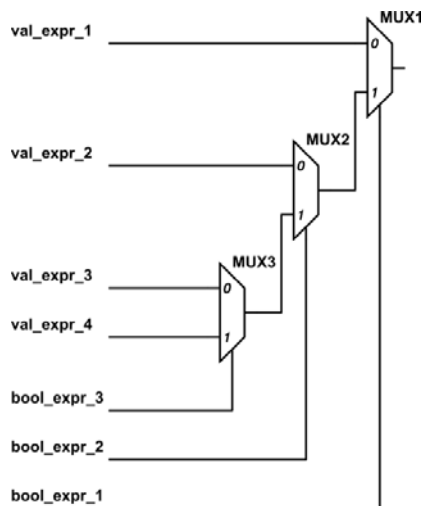 MUX1
val_expr_1
0
1
MUX2
val_expr_2
0
1
MUX3
val_expr_3
0
val_expr_4
1
bool_expr_3
bool_expr_2
bool_expr_1